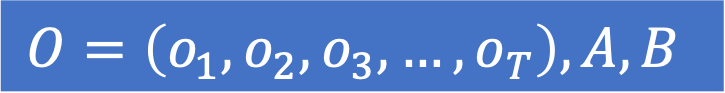 O = (o₁, o₂, o₃, … , o_T), A, B